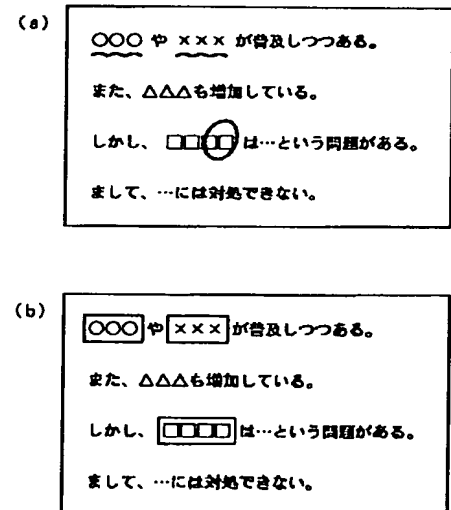 (a)
○○○や×××が普及しつつある。
また、△△△も増加している。
しかし、□□□□は…という問題がある。
まして、…には対処できない。
(b)
○○○や×××が普及しつつある。
また、△△△も増加している。
しかし、□□□□は…という問題がある。
まして、…には対処できない。